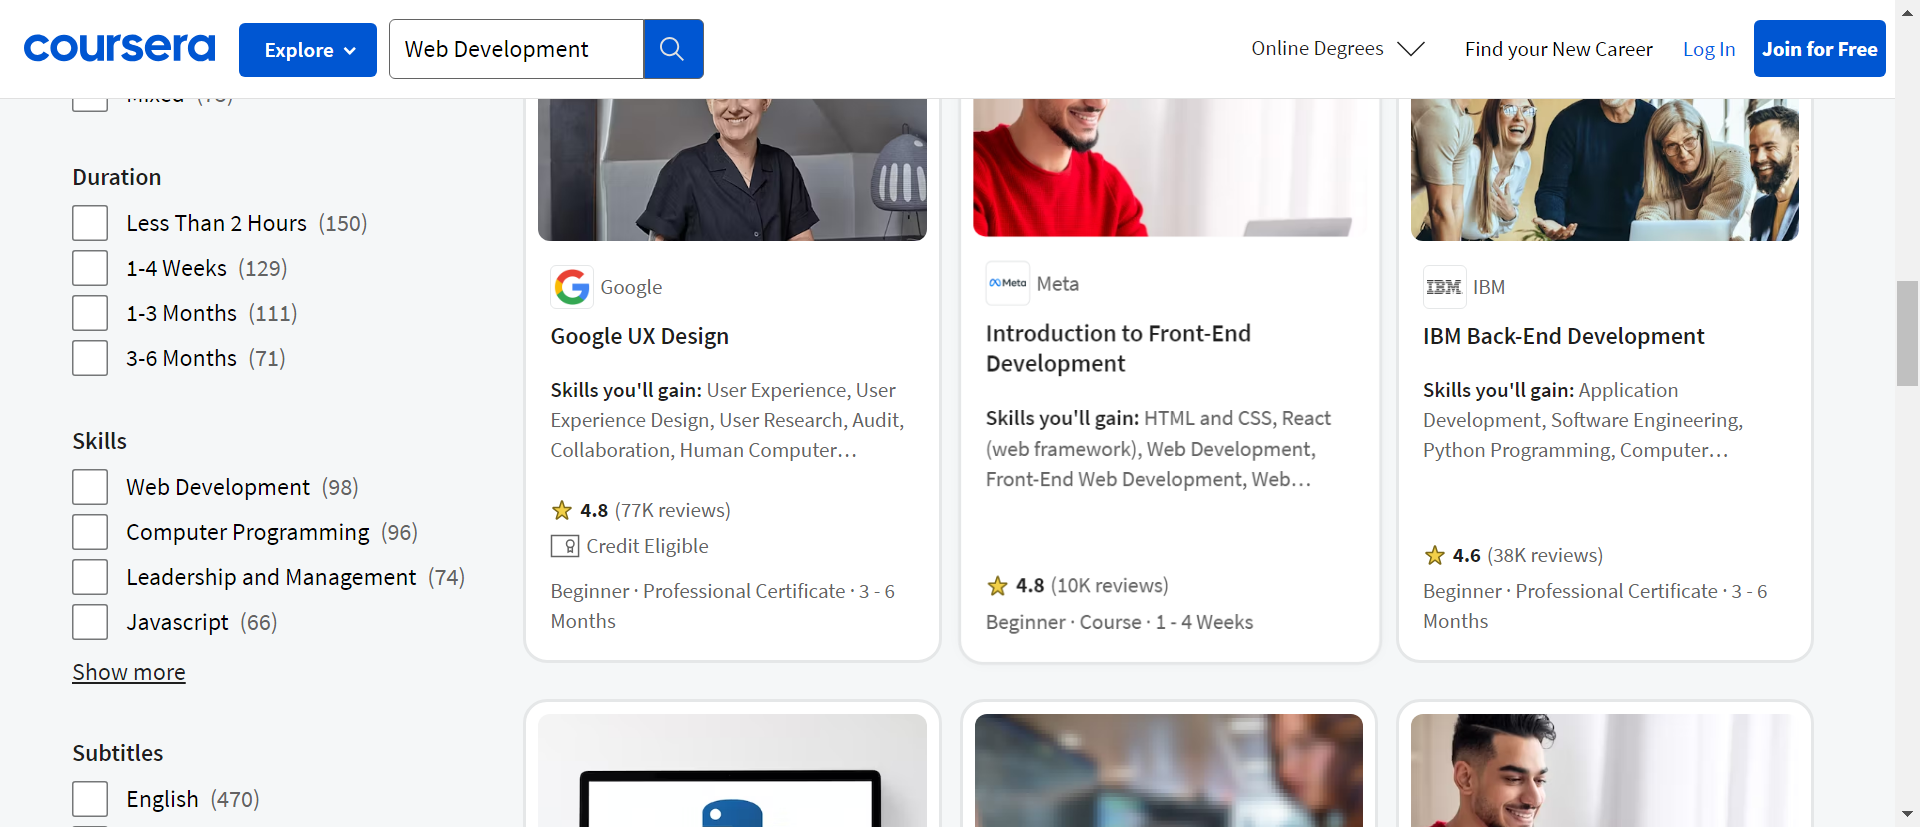 coursera
Explore
Web Development
Online Degrees
Find your New Career
Log In
Join for Free
Mixed (78)
Duration
Less Than 2 Hours (150)
1-4 Weeks (129)
1-3 Months (111)
3-6 Months (71)
Skills
Web Development (98)
Computer Programming (96)
Leadership and Management (74)
Javascript (66)
Show more
Subtitles
English (470)
Google
Google UX Design
Skills you'll gain: User Experience, User
Experience Design, User Research, Audit,
Collaboration, Human Computer…
4.8 (77K reviews)
Credit Eligible
Beginner · Professional Certificate · 3 - 6
Months
Meta
Meta
Introduction to Front-End
Development
Skills you'll gain: HTML and CSS, React
(web framework), Web Development,
Front-End Web Development, Web…
4.8 (10K reviews)
Beginner · Course · 1 - 4 Weeks
IBM
IBM
IBM Back-End Development
Skills you'll gain: Application
Development, Software Engineering,
Python Programming, Computer…
4.6 (38K reviews)
Beginner · Professional Certificate · 3 - 6
Months